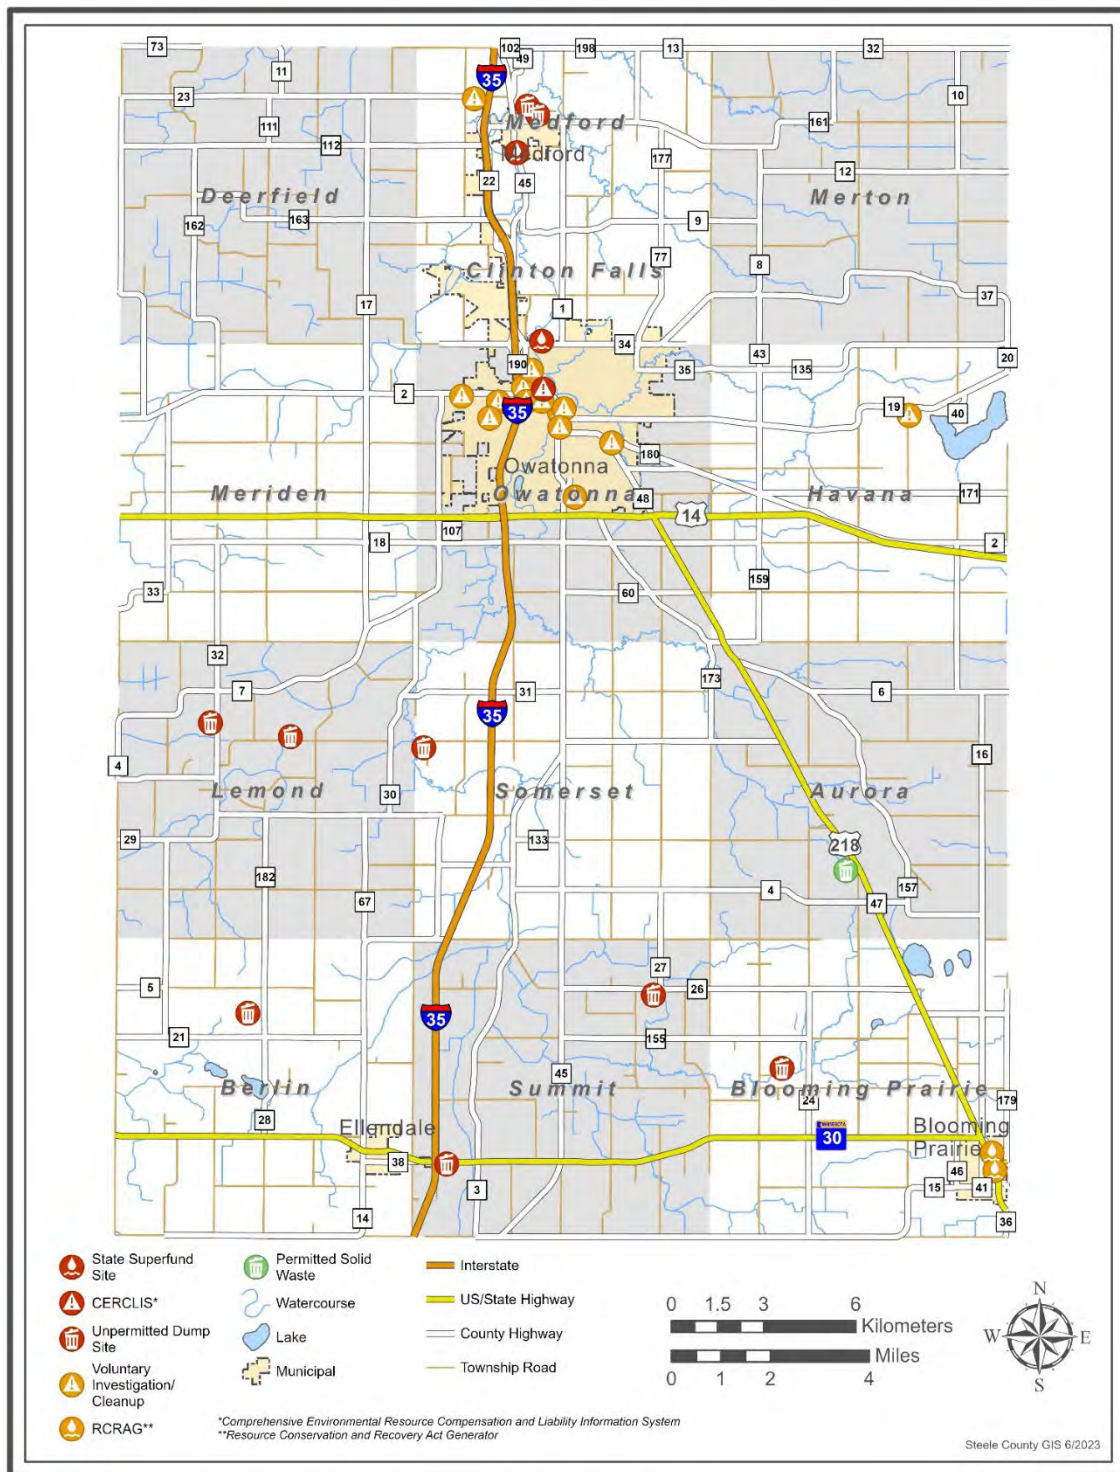 73
102
49
198
13
32
11
35
23
10
111
Medford
161
112
Medford
177
12
22
45
Deerfield
Merton
162
163
9
77
8
Clinton Falls
37
17
1
34
43
20
190
35
135
2
19
40
35
180
Owatonna
Meriden
Owatonna
48
Havana
171
14
107
18
2
33
159
60
32
173
7
31
6
35
16
4
Lemond
30
Somerset
Aurora
29
133
218
182
4
157
67
47
27
5
26
35
21
155
45
Berlin
Summit
Blooming Prairie
24
179
28
Ellendale
MINNESOTA
30
Blooming
Prairie
38
46
3
15
41
14
36
State Superfund
Site
CERCLIS*
Unpermitted Dump
Site
Voluntary
Investigation/
Cleanup
RCRAG**
Permitted Solid
Waste
Watercourse
Lake
Municipal
Interstate
US/State Highway
County Highway
Township Road
0 1.5 3 6
Kilometers
Miles
0 1 2 4
N
W E
S
*Comprehensive Environmental Resource Compensation and Liability Information System
**Resource Conservation and Recovery Act Generator
Steele County GIS 6/2023